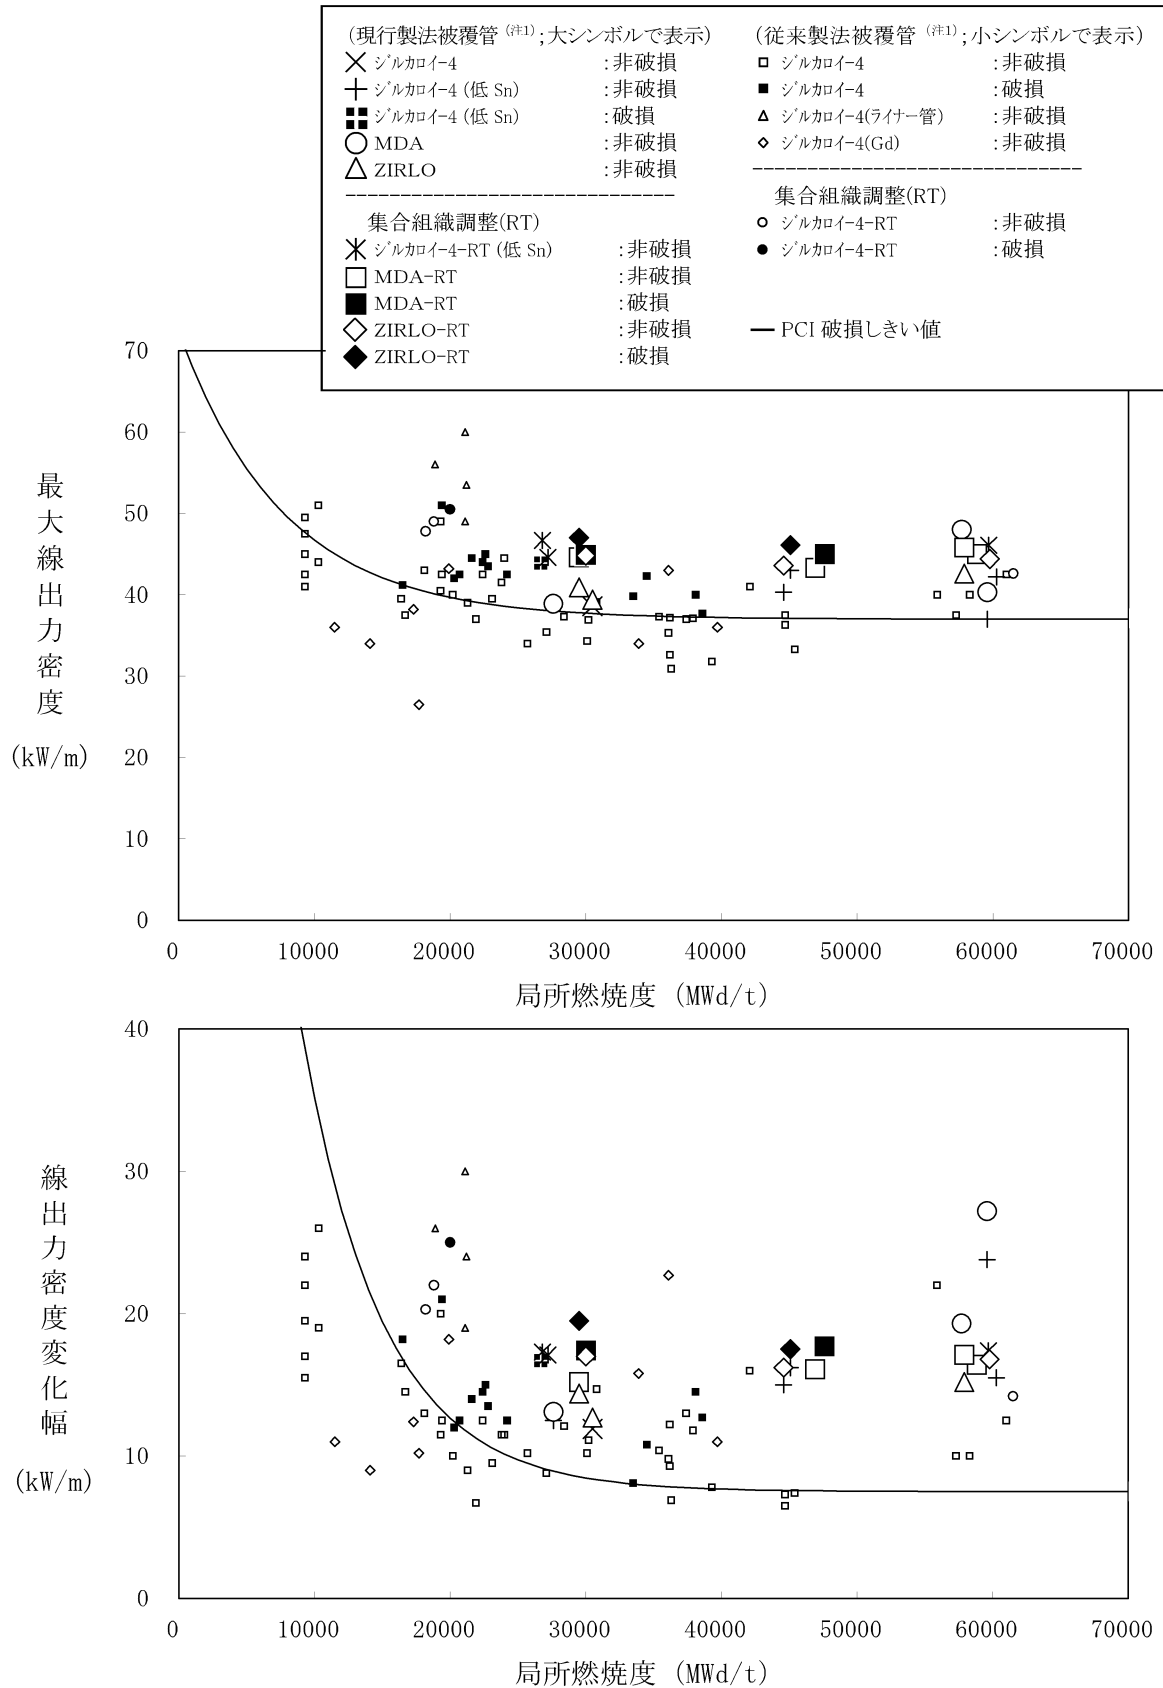 (現行製法被覆管 (注1);大シンボルで表示)
ジルカロイ-4 :非破損
ジルカロイ-4 (低 Sn) :非破損
ジルカロイ-4 (低 Sn) :破損
MDA :非破損
ZIRLO :非破損
集合組織調整(RT)
ジルカロイ-4-RT (低 Sn) :非破損
MDA-RT :非破損
MDA-RT :破損
ZIRLO-RT :非破損
ZIRLO-RT :破損
(従来製法被覆管 (注1);小シンボルで表示)
ジルカロイ-4 :非破損
ジルカロイ-4 :破損
ジルカロイ-4(ライナー管) :非破損
ジルカロイ-4(Gd) :非破損
集合組織調整(RT)
ジルカロイ-4-RT :非破損
ジルカロイ-4-RT :破損
PCI 破損しきい値
最大線出力密度
(kW/m)
70
60
50
40
30
20
10
0
0 10000 20000 30000 40000 50000 60000 70000
局所燃焼度 (MWd/t)
線出力密度変化幅
(kW/m)
40
30
20
10
0
0 10000 20000 30000 40000 50000 60000 70000
局所燃焼度 (MWd/t)